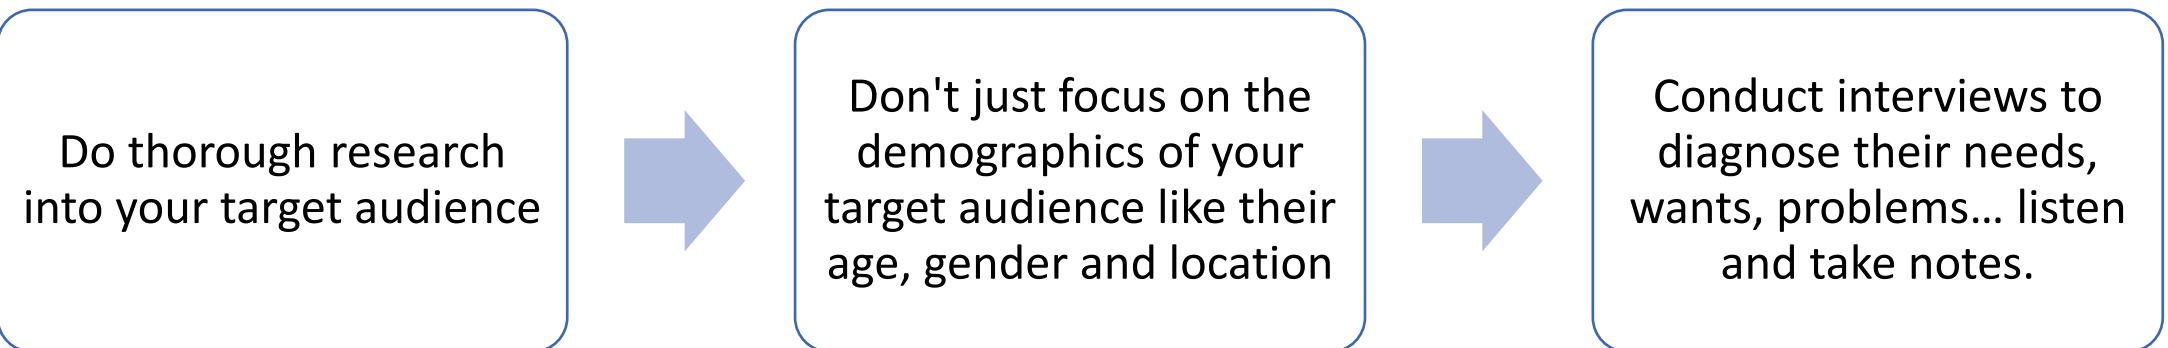 Do thorough research
into your target audience
Don't just focus on the
demographics of your
target audience like their
age, gender and location
Conduct interviews to
diagnose their needs,
wants, problems... listen
and take notes.